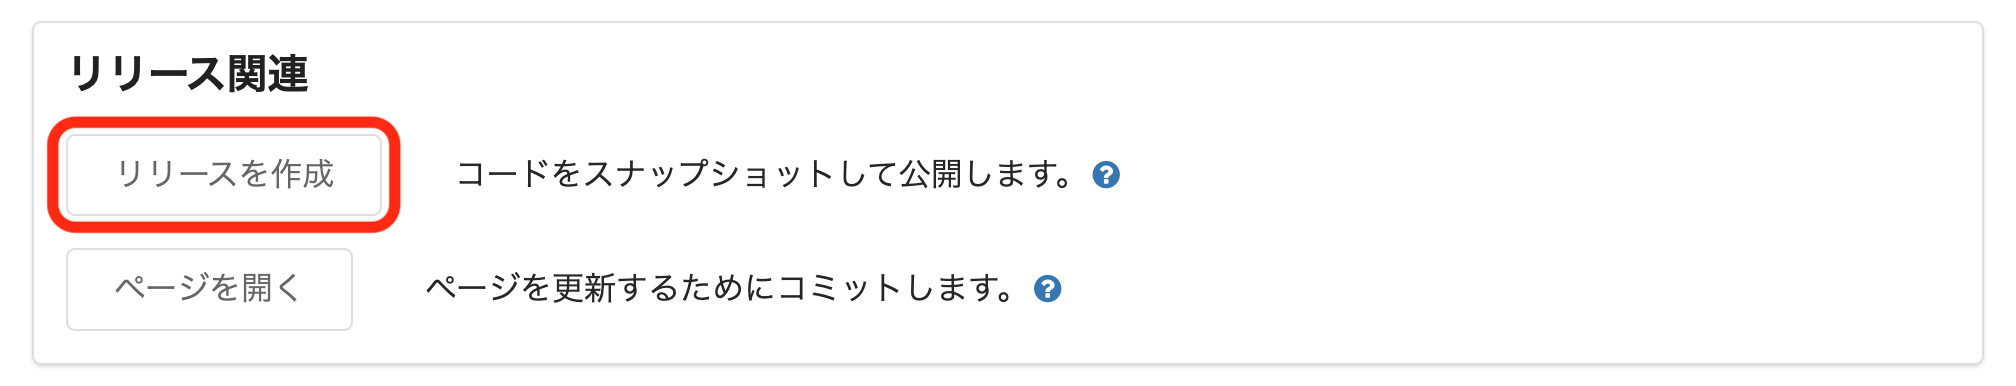 リリース関連
リリースを作成 コードをスナップショットして公開します。
ページを開く ページを更新するためにコミットします。